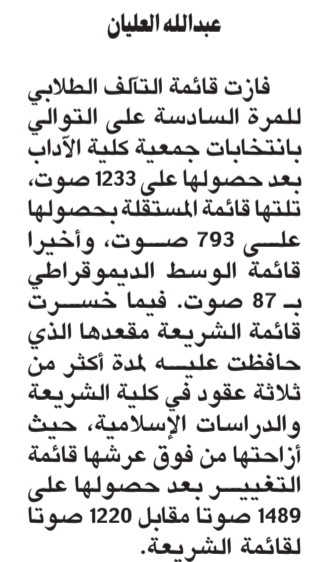 عبدالله العليان
فازت قائمة التآلف الطلابي
للمرة السادسة على التوالي
بانتخابات جمعية كلية الآداب
بعد حصولها على 1233 صوت،
تلتها قائمة المستقلة بحصولها
على 793 صوت، وأخيرا
قائمة الوسط الديموقراطي
بـ 87 صوت. فيما خسرت
قائمة الشريعة مقعدها الذي
حافظت عليه لمدة أكثر من
ثلاثة عقود في كلية الشريعة
والدراسات الإسلامية، حيث
أزاحتها من فوق عرشها قائمة
التغيير بعد حصولها على
1489 صوتا مقابل 1220 صوتا
لقائمة الشريعة.